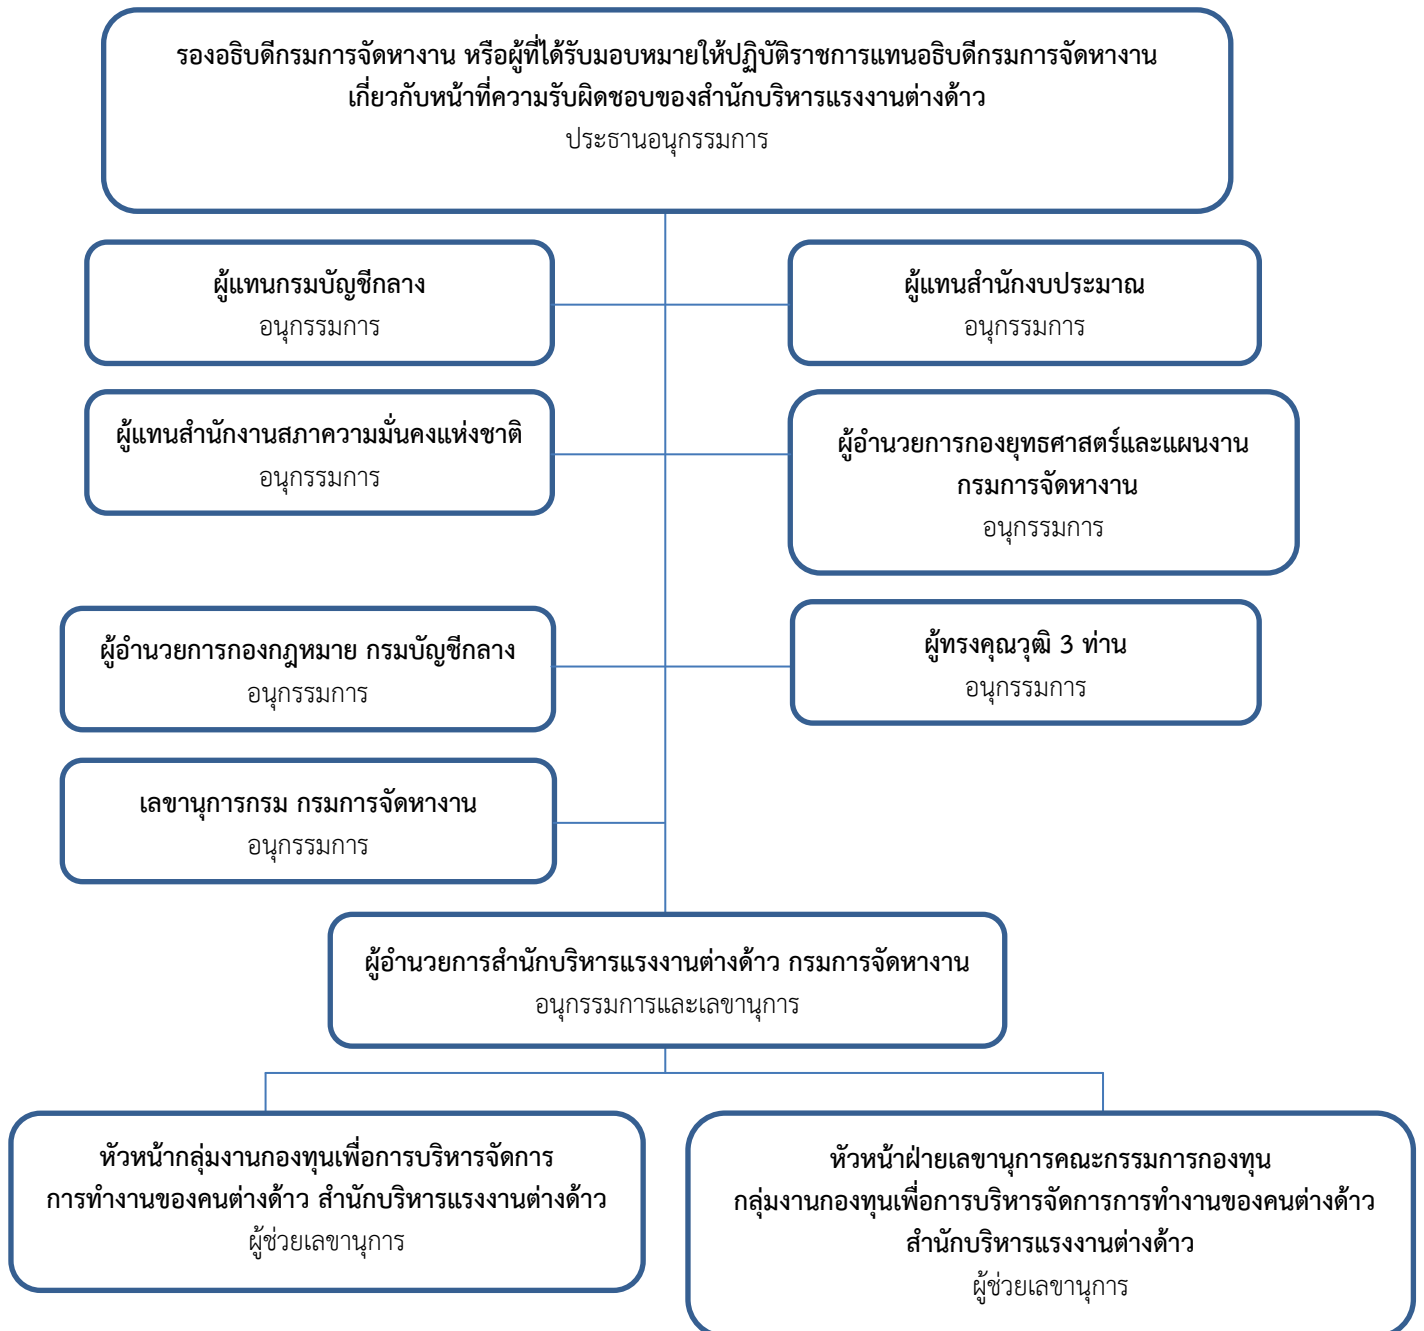 รองอธิบดีกรมการจัดหางาน หรือผู้ที่ได้รับมอบหมายให้ปฏิบัติราชการแทนอธิบดีกรมการจัดหางาน
เกี่ยวกับหน้าที่ความรับผิดชอบของสำนักบริหารแรงงานต่างด้าว
ประธานอนุกรรมการ
ผู้แทนกรมบัญชีกลาง
อนุกรรมการ
ผู้แทนสำนักงบประมาณ
อนุกรรมการ
ผู้แทนสำนักงานสภาความมั่นคงแห่งชาติ
อนุกรรมการ
ผู้อำนวยการกองยุทธศาสตร์และแผนงาน
กรมการจัดหางาน
อนุกรรมการ
ผู้อำนวยการกองกฎหมาย กรมบัญชีกลาง
อนุกรรมการ
ผู้ทรงคุณวุฒิ 3 ท่าน
อนุกรรมการ
เลขานุการกรม กรมการจัดหางาน
อนุกรรมการ
ผู้อำนวยการสำนักบริหารแรงงานต่างด้าว กรมการจัดหางาน
อนุกรรมการและเลขานุการ
หัวหน้ากลุ่มงานกองทุนเพื่อการบริหารจัดการ
การทำงานของคนต่างด้าว สำนักบริหารแรงงานต่างด้าว
ผู้ช่วยเลขานุการ
หัวหน้าฝ่ายเลขานุการคณะกรรมการกองทุน
กลุ่มงานกองทุนเพื่อการบริหารจัดการการทำงานของคนต่างด้าว
สำนักบริหารแรงงานต่างด้าว
ผู้ช่วยเลขานุการ